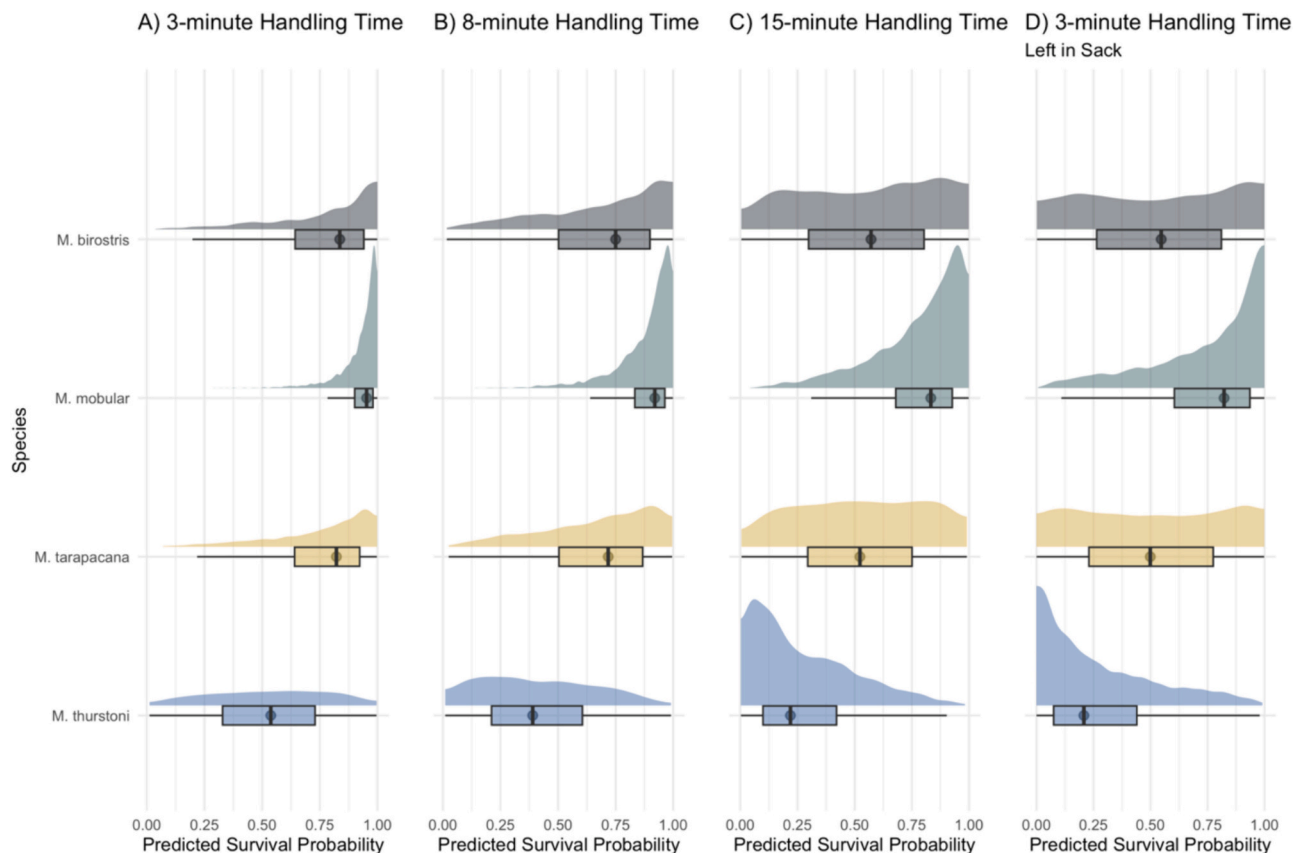 A) 3-minute Handling Time
B) 8-minute Handling Time
C) 15-minute Handling Time
D) 3-minute Handling Time
Left in Sack
Species
M. birostris
M. mobular
M. tarapacana
M. thurstoni
0.00 0.25 0.50 0.75 1.00
0.00 0.25 0.50 0.75 1.00
0.00 0.25 0.50 0.75 1.00
0.00 0.25 0.50 0.75 1.00
Predicted Survival Probability
Predicted Survival Probability
Predicted Survival Probability
Predicted Survival Probability